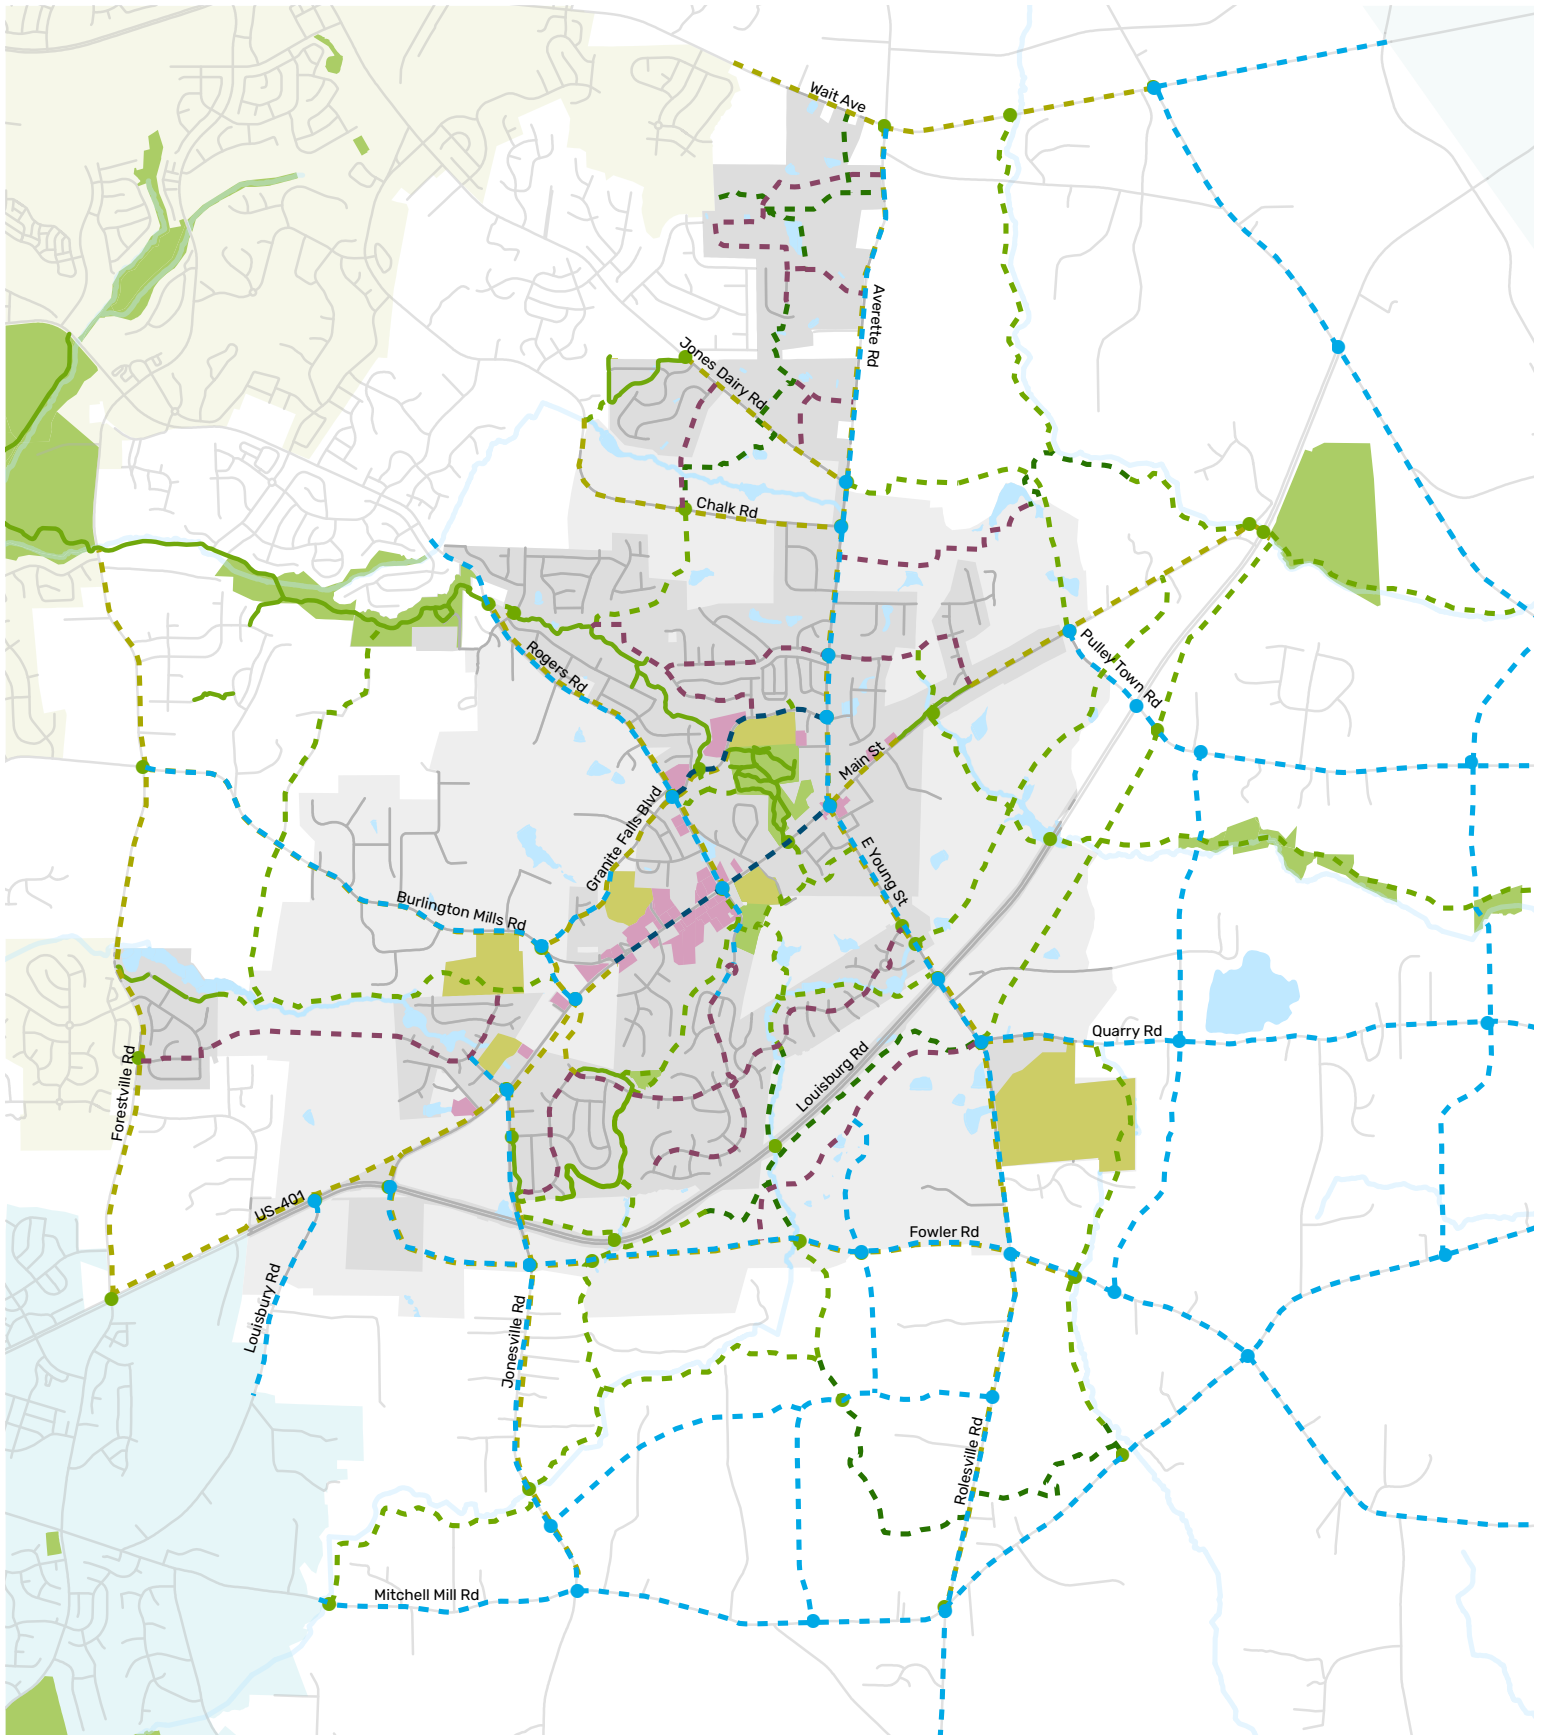 Wait Ave
Averette Rd
Jones Dairy Rd
Chalk Rd
Rogers Rd
Pulley Town Rd
Main St
Granite Falls Blvd
E Young St
Burlington Mills Rd
Quarry Rd
Forestville Rd
Louisburg Rd
US-401
Fowler Rd
Louisbury Rd
Jonesville Rd
Rolesville Rd
Mitchell Mill Rd